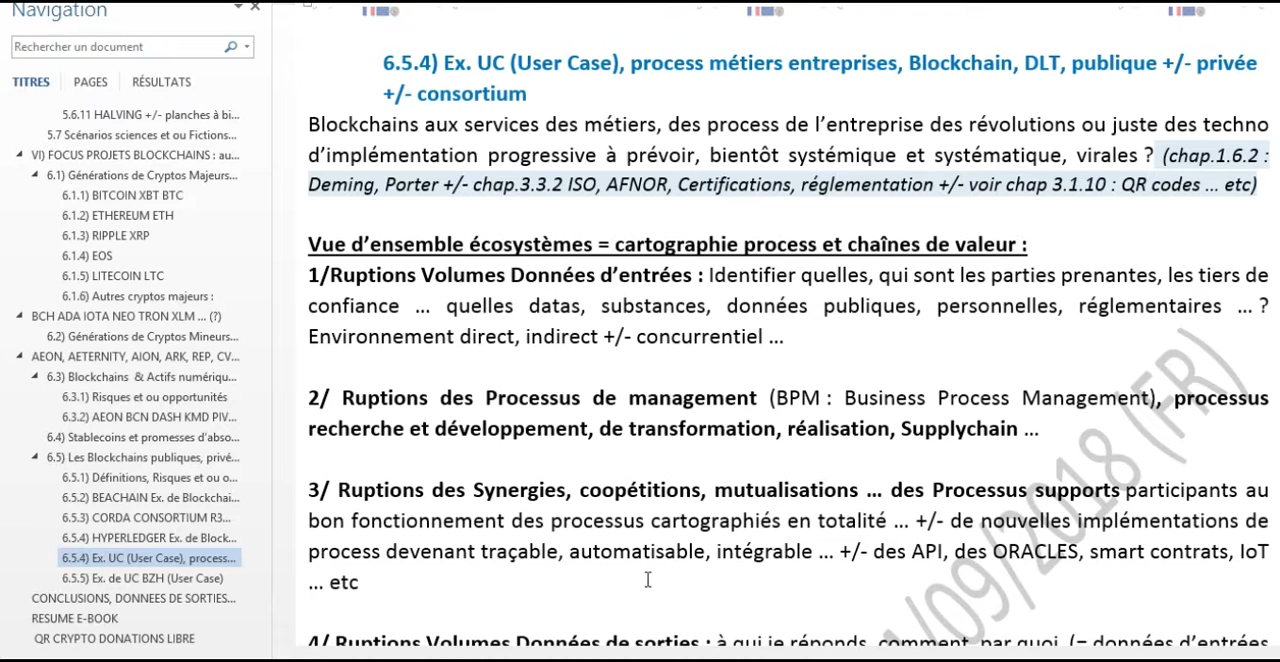 Navigation
Rechercher un document
TITRES PAGES RÉSULTATS
5.6.11 HALVING +/- planches à bi...
5.7 Scénarios sciences et ou Fictions...
VI) FOCUS PROJETS BLOCKCHAINS : au...
6.1) Générations de Cryptos Majeurs...
6.1.1) BITCOIN XBT BTC
6.1.2) ETHEREUM ETH
6.1.3) RIPPLE XRP
6.1.4) EOS
6.1.5) LITECOIN LTC
6.1.6) Autres cryptos majeurs :
BCH ADA IOTA NEO TRON XLM ... (?)
6.2) Générations de Cryptos Mineurs...
AEON, AETERNITY, AION, ARK, REP, CV...
6.3) Blockchains & Actifs numériqu...
6.3.1) Risques et ou opportunités
6.3.2) AEON BCN DASH KMD PIV...
6.4) Stablecoins et promesses d'abso...
6.5) Les Blockchains publiques, privé...
6.5.1) Définitions, Risques et ou o...
6.5.2) BEACHAIN Ex. de Blockchai...
6.5.3) CORDA CONSORTIUM R3...
6.5.4) HYPERLEDGER Ex. de Block...
6.5.4) Ex. UC (User Case), process...
6.5.5) Ex. de UC BZH (User Case)
CONCLUSIONS, DONNEES DE SORTIES...
RESUME E-BOOK
QR CRYPTO DONATIONS LIBRE
6.5.4) Ex. UC (User Case), process métiers entreprises, Blockchain, DLT, publique +/- privée
+/- consortium
Blockchains aux services des métiers, des process de l'entreprise des révolutions ou juste des techno
d'implémentation progressive à prévoir, bientôt systémique et systématique, virales ? (chap.1.6.2 :
Deming, Porter +/- chap.3.3.2 ISO, AFNOR, Certifications, réglementation +/- voir chap 3.1.10 : QR codes ... etc)
Vue d'ensemble écosystèmes = cartographie process et chaînes de valeur :
1/Ruptions Volumes Données d'entrées : Identifier quelles, qui sont les parties prenantes, les tiers de
confiance ... quelles datas, substances, données publiques, personnelles, réglementaires ... ?
Environnement direct, indirect +/- concurrentiel ...
2/ Ruptions des Processus de management (BPM : Business Process Management), processus
recherche et développement, de transformation, réalisation, Supplychain ...
3/ Ruptions des Synergies, coopétitions, mutualisations ... des Processus supports participants au
bon fonctionnement des processus cartographiés en totalité ... +/- de nouvelles implémentations de
process devenant traçable, automatisable, intégrable ... +/- des API, des ORACLES, smart contrats, IoT
... etc
4/ Ruptions Volumes Données de sorties : à qui je réponds, comment, par quoi, (= données d'entrées
/09/2018 (FR)